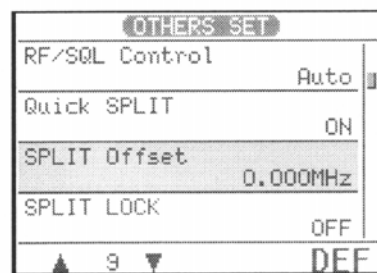 OTHERS SET
RF/SQL Control
Auto
Quick SPLIT
ON
SPLIT Offset
0.000MHz
SPLIT LOCK
OFF
▲ 9 ▼ DEF